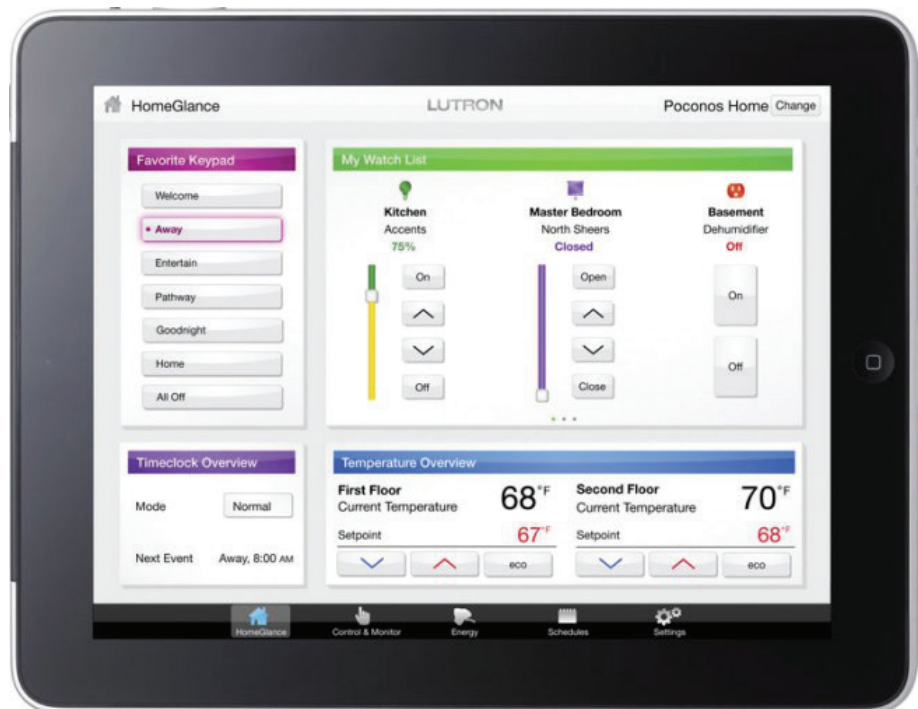 HomeGlance
LUTRON
Poconos Home Change
Favorite Keypad
Welcome
Away
Entertain
Pathway
Goodnight
Home
All Off
My Watch List
Kitchen
Accents
75%
On
Off
Master Bedroom
North Sheers
Closed
Open
Close
Basement
Dehumidifier
Off
On
Off
Timeclock Overview
Mode Normal
Next Event Away, 8:00 AM
Temperature Overview
First Floor
Current Temperature 68°F
Setpoint 67°F
eco
Second Floor
Current Temperature 70°F
Setpoint 68°F
eco
HomeGlance Control & Monitor Energy Schedules Settings